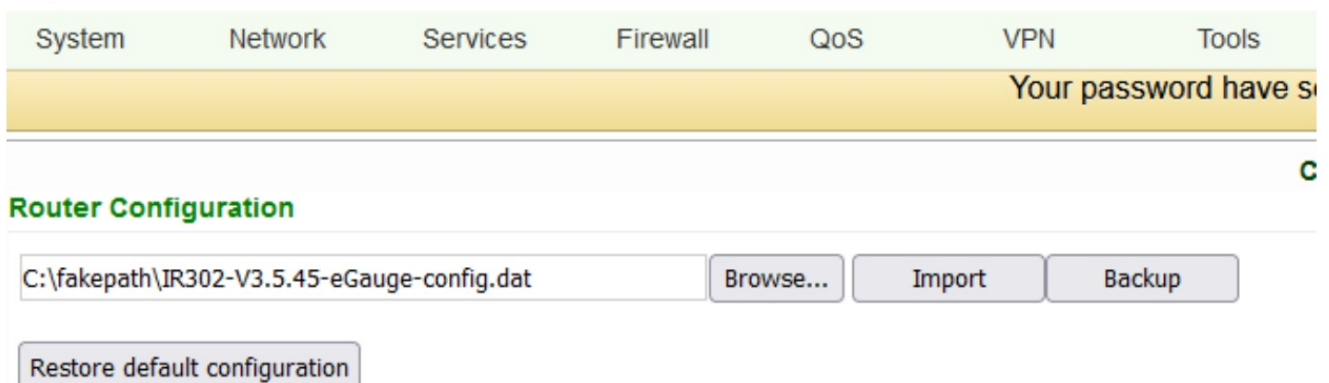 System Network Services Firewall QoS VPN Tools
Your password have s
C
Router Configuration
C:\fakepath\IR302-V3.5.45-eGauge-config.dat Browse... Import Backup
Restore default configuration